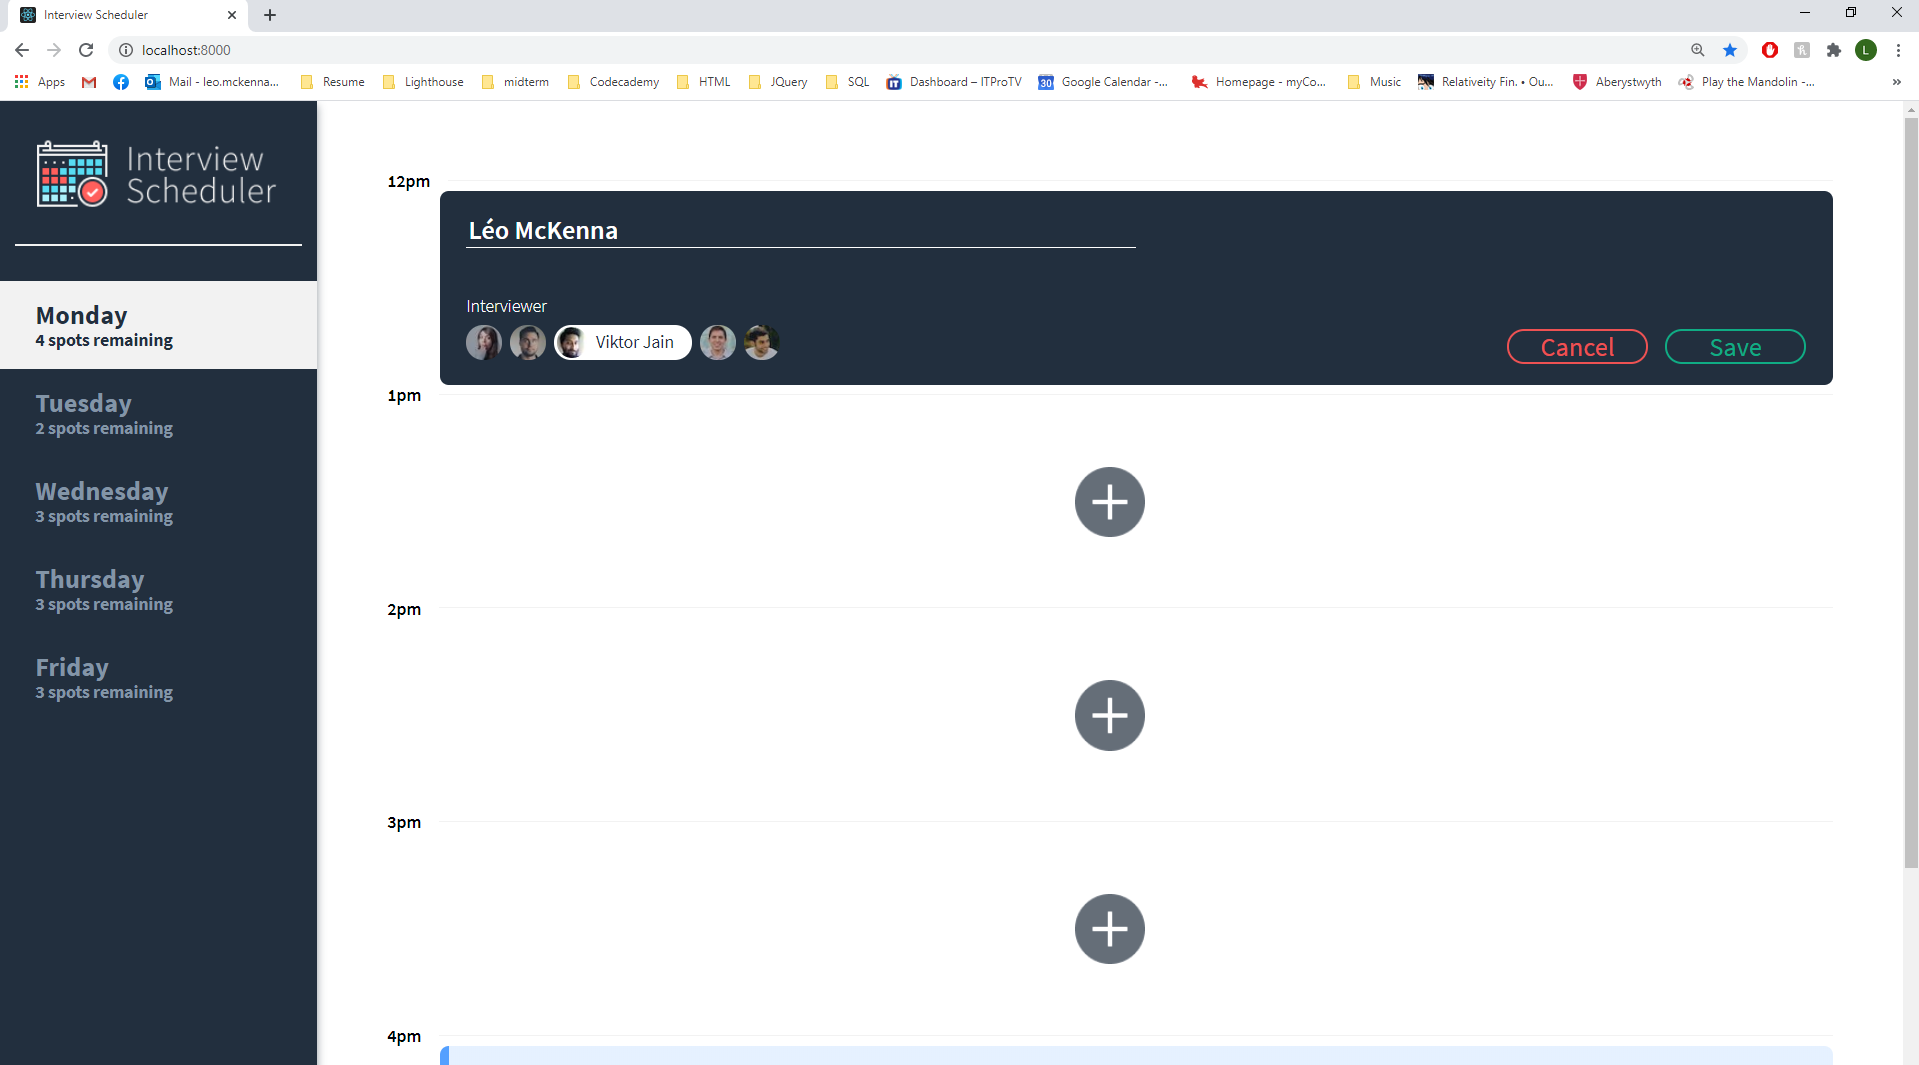 Interview Scheduler
localhost:8000
L
Apps
Mail - leo.mckenna...
Resume
Lighthouse
midterm
Codecademy
HTML
JQuery
SQL
IT
Dashboard – ITProTV
30
Google Calendar -...
Homepage - myCo...
Music
Relativeity Fin. • Ou...
Aberystwyth
Play the Mandolin -...
»
Interview
Scheduler
Monday
4 spots remaining
Tuesday
2 spots remaining
Wednesday
3 spots remaining
Thursday
3 spots remaining
Friday
3 spots remaining
12pm
Léo McKenna
Interviewer
Viktor Jain
Cancel
Save
1pm
2pm
3pm
4pm